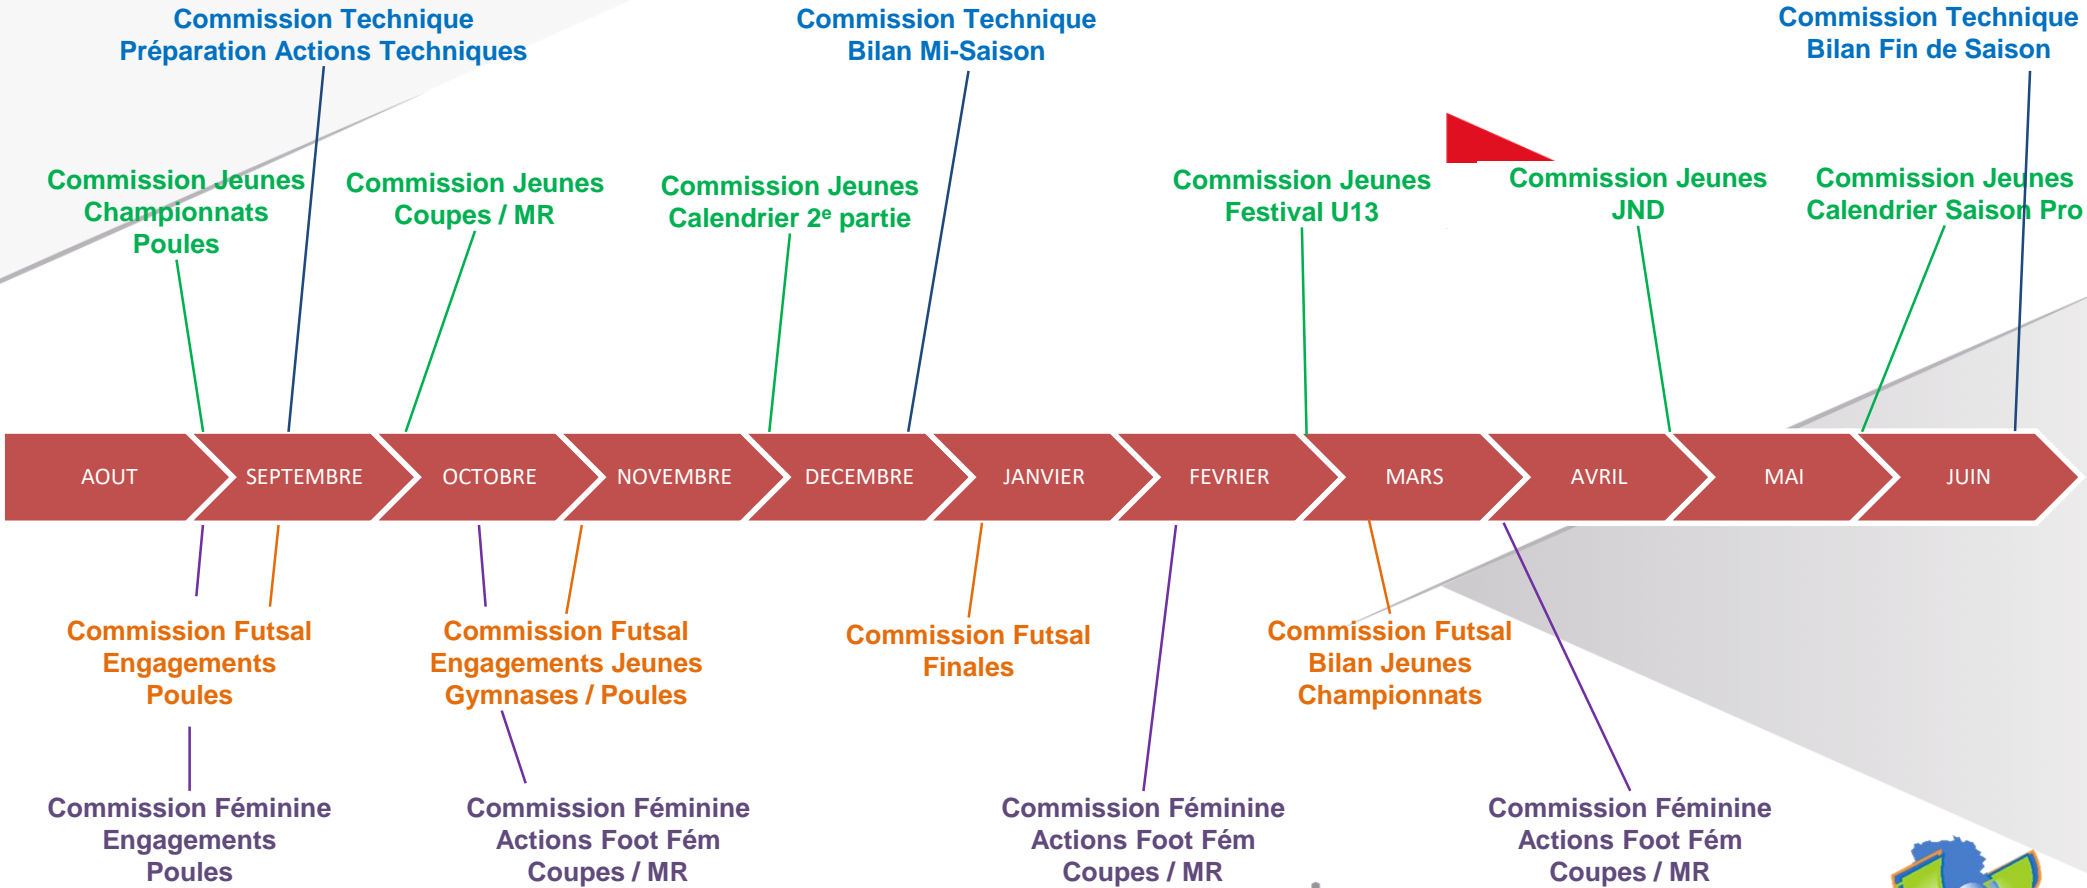 Commission Technique
Préparation Actions Techniques
Commission Technique
Bilan Mi-Saison
Commission Technique
Bilan Fin de Saison
Commission Jeunes
Championnats
Poules
Commission Jeunes
Coupes / MR
Commission Jeunes
Calendrier 2e partie
Commission Jeunes
Festival U13
Commission Jeunes
JND
Commission Jeunes
Calendrier Saison Pro
AOUT
SEPTEMBRE
OCTOBRE
NOVEMBRE
DECEMBRE
JANVIER
FEVRIER
MARS
AVRIL
MAI
JUIN
Commission Futsal
Engagements
Poules
Commission Futsal
Engagements Jeunes
Gymnases / Poules
Commission Futsal
Finales
Commission Futsal
Bilan Jeunes
Championnats
Commission Féminine
Engagements
Poules
Commission Féminine
Actions Foot Fém
Coupes / MR
Commission Féminine
Actions Foot Fém
Coupes / MR
Commission Féminine
Actions Foot Fém
Coupes / MR